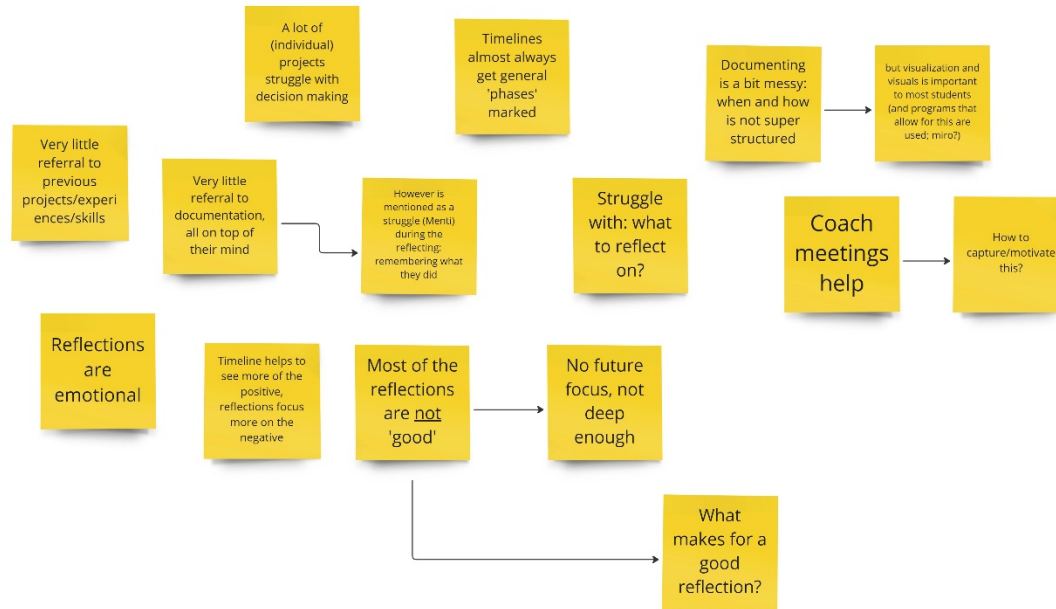 A lot of
(individual)
projects
struggle with
decision making
Timelines
almost always
get general
'phases'
marked
Documenting
is a bit messy:
when and how
is not super
structured
but visualization and
visuals is important
to most students
(and programs that
allow for this are
used; miro?)
Very little
referral to
previous
projects/experi
ences/skills
Very little
referral to
documentation,
all on top of
their mind
However is
mentioned as a
struggle (Menti)
during the
reflecting:
remembering what
they did
Struggle
with: what
to reflect
on?
Coach
meetings
help
How to
capture/motivate
this?
Reflections
are
emotional
Timeline helps to
see more of the
positive,
reflections focus
more on the
negative
Most of the
reflections
are not
'good'
No future
focus, not
deep
enough
What
makes for a
good
reflection?